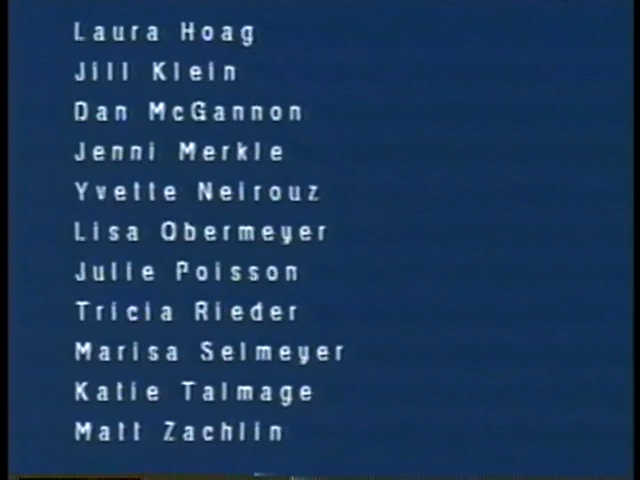 Laura Hoag
Jill Klein
Dan McGannon
Jenni Merkle
Yvette Neirouz
Lisa Obermeyer
Julie Poisson
Tricia Rieder
Marisa Selmeyer
Katie Talmage
Matt Zachlin